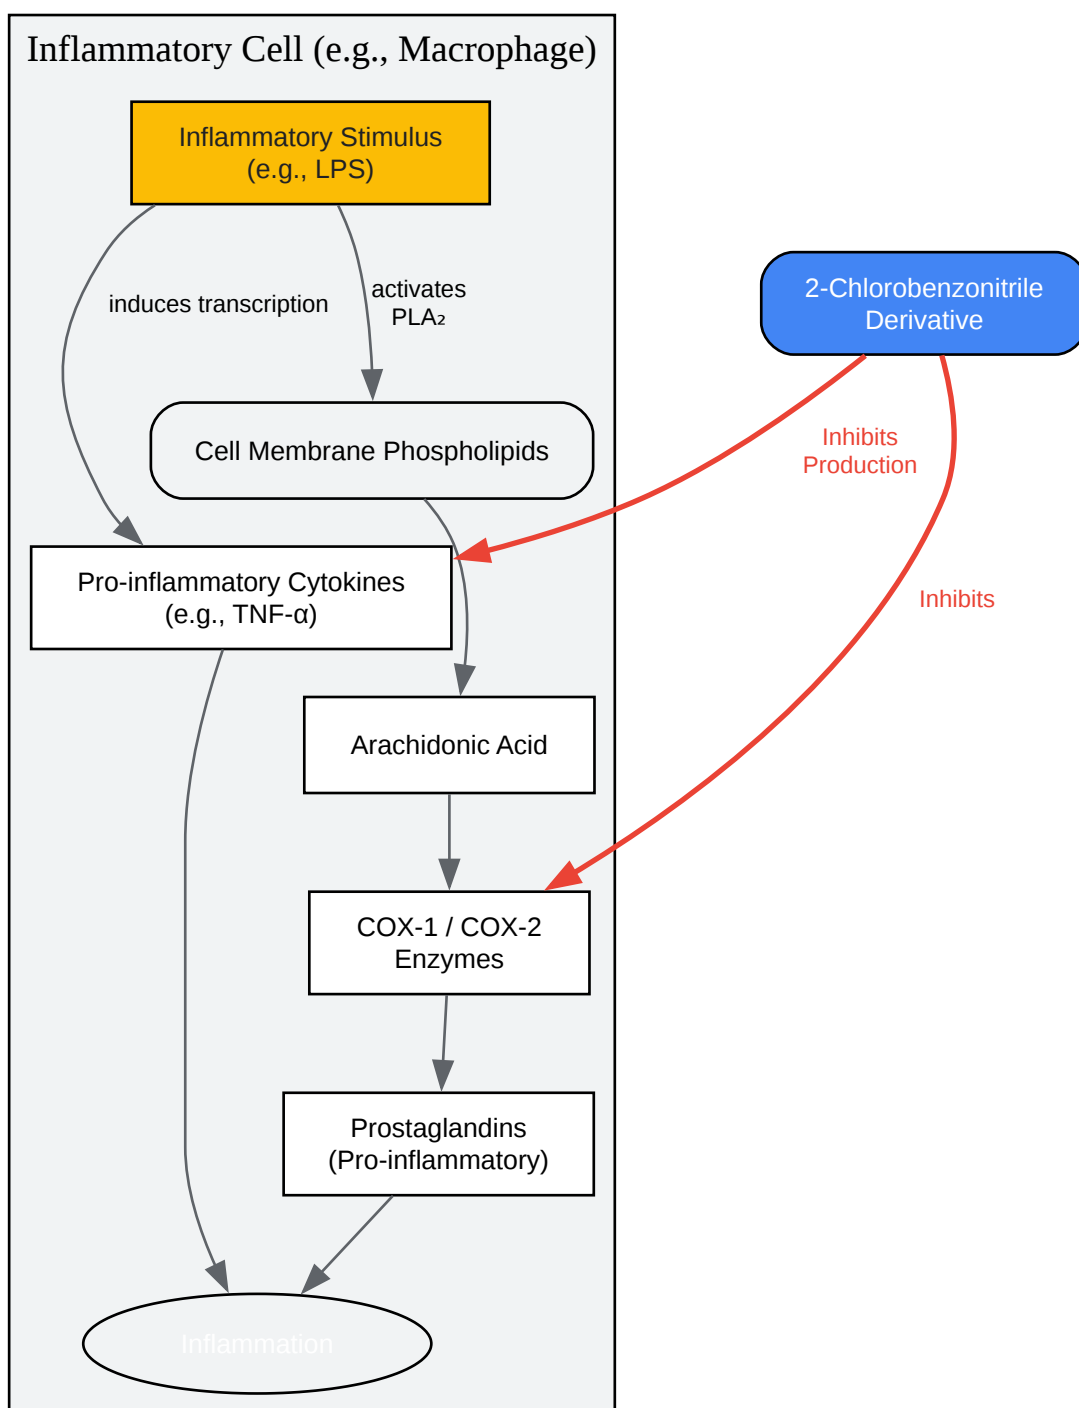 Inflammatory Cell (e.g., Macrophage)
Inflammatory Stimulus
(e.g., LPS)
induces transcription
activates
PLA₂
2-Chlorobenzonitrile
Derivative
Cell Membrane Phospholipids
Inhibits
Production
Pro-inflammatory Cytokines
(e.g., TNF-α)
Inhibits
Arachidonic Acid
COX-1 / COX-2
Enzymes
Prostaglandins
(Pro-inflammatory)
Inflammation